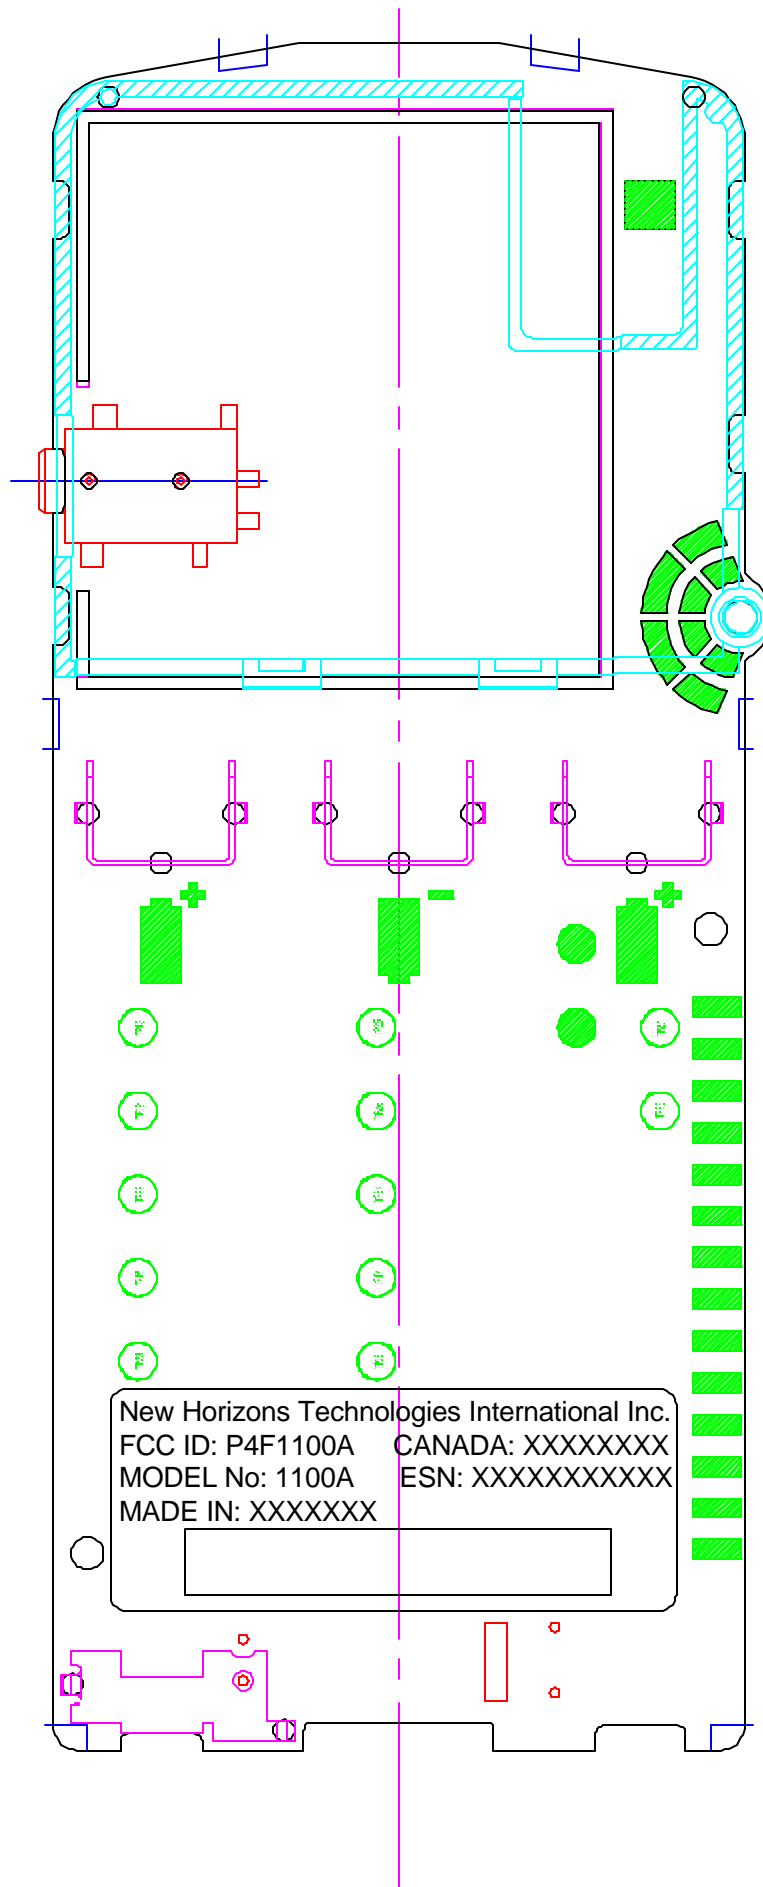 New Horizons Technologies International Inc.
FCC ID: P4F1100A CANADA: XXXXXXXX
MODEL No: 1100A ESN: XXXXXXXXXXX
MADE IN: XXXXXXX